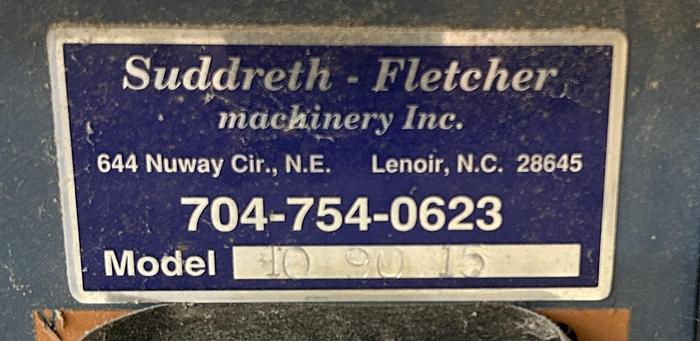 Suddreth - Fletcher
machinery Inc.
644 Nuway Cir., N.E. Lenoir, N.C. 28645
704-754-0623
Model 10 90 15